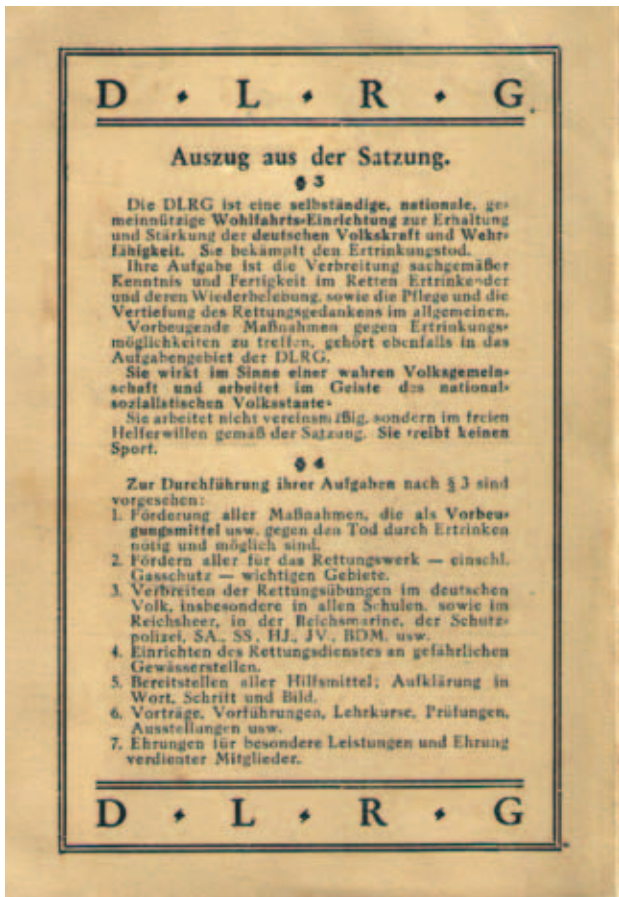 D • L • R • G
Auszug aus der Satzung.
§ 3
Die DLRG ist eine selbständige, nationale, ge-
meinnützige Wohlfahrts-Einrichtung zur Erhaltung
und Stärkung der deutschen Volkskraft und Wehr-
fähigkeit. Sie bekämpft den Ertrinkungstod.
Ihre Aufgabe ist die Verbreitung sachgemäßer
Kenntnis und Fertigkeit im Retten Ertrinkender
und deren Wiederbelebung, sowie die Pflege und die
Vertiefung des Rettungsgedankens im allgemeinen.
Vorbeugende Maßnahmen gegen Ertrinkungs-
möglichkeiten zu treffen, gehört ebenfalls in das
Aufgabengebiet der DLRG.
Sie wirkt im Sinne einer wahren Volksgemein-
schaft und arbeitet im Geiste des national-
sozialistischen Volksstaates
Sie arbeitet nicht vereinsmäßig, sondern im freien
Helferwillen gemäß der Satzung. Sie treibt keinen
Sport.
§ 4
Zur Durchführung ihrer Aufgaben nach § 3 sind
vorgesehen:
1. Förderung aller Maßnahmen, die als Vorbeu-
gungsmittel usw. gegen den Tod durch Ertrinken
nötig und möglich sind.
2. Fördern aller für das Rettungswerk — einschl.
Gasschutz — wichtigen Gebiete.
3. Verbreiten der Rettungsübungen im deutschen
Volk, insbesondere in allen Schulen, sowie im
Reichsheer, in der Reichsmarine, der Schutz-
polizei, SA., SS., HJ., JV., BDM. usw.
4. Einrichten des Rettungsdienstes an gefährlichen
Gewässerstellen.
5. Bereitstellen aller Hilfsmittel; Aufklärung in
Wort, Schrift und Bild.
6. Vorträge, Vorführungen, Lehrkurse, Prüfungen,
Ausstellungen usw.
7. Ehrungen für besondere Leistungen und Ehrung
verdienter Mitglieder.
D • L • R • G